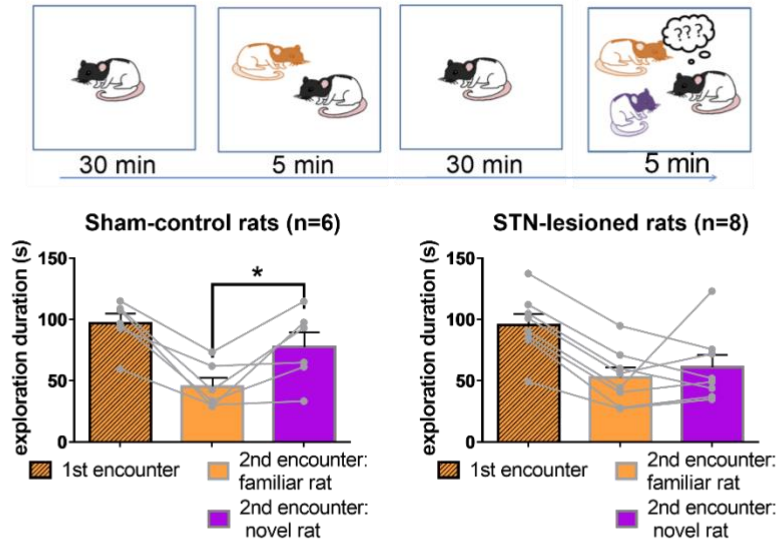 ???
30 min
5 min
30 min
5 min
Sham-control rats (n=6)
exploration duration (s)
150
100
50
0
*
1st encounter
2nd encounter:
familiar rat
2nd encounter:
novel rat
STN-lesioned rats (n=8)
exploration duration (s)
150
100
50
0
1st encounter
2nd encounter:
familiar rat
2nd encounter:
novel rat